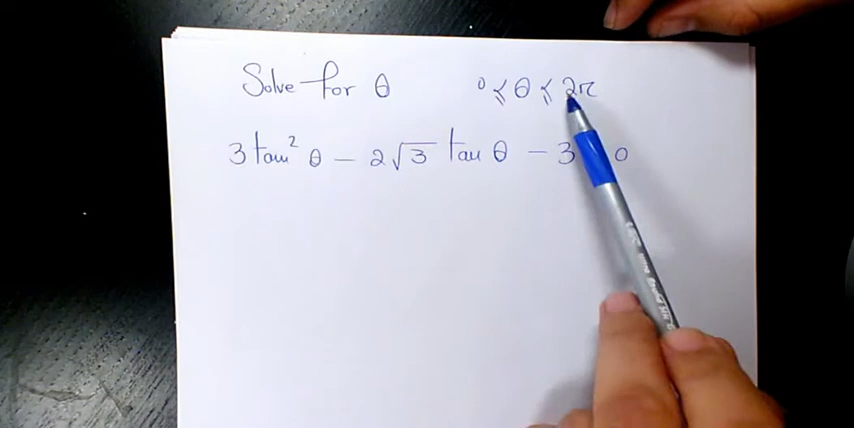 Solve for θ 0 ⩽ θ ⩽ 2π
3 tan² θ − 2√3 tan θ − 3 0